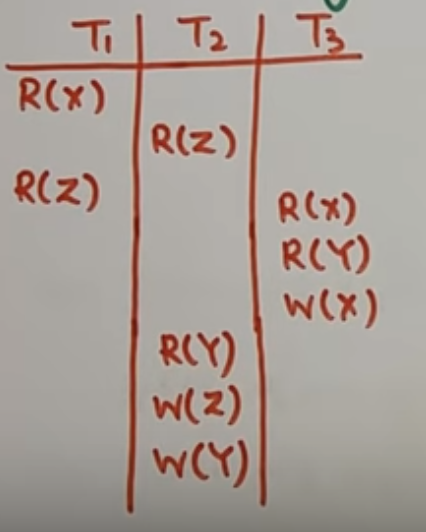 T1 T2 T3
R(X)
R(Z)
R(Z)
R(X)
R(Y)
W(X)
R(Y)
W(Z)
W(Y)